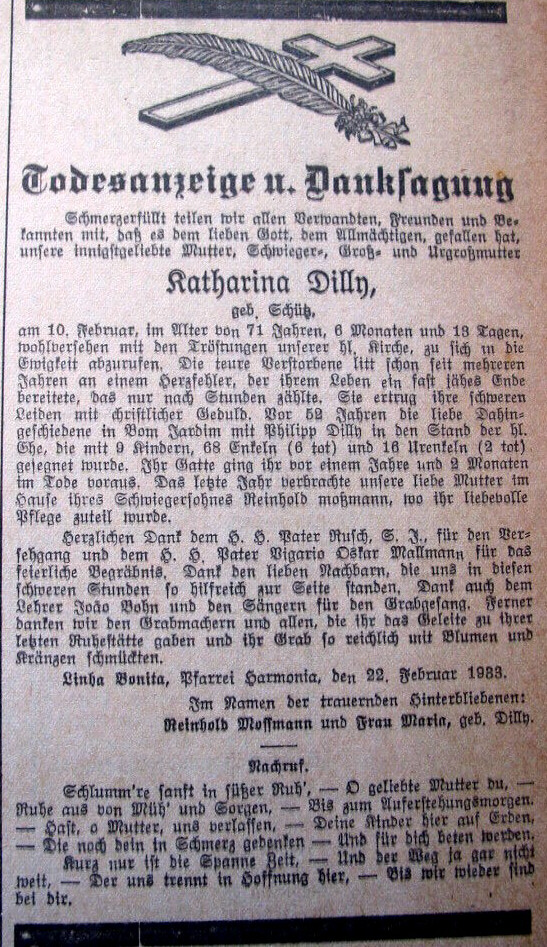 Todesanzeige u. Danksagung
Schmerzerfüllt teilen wir allen Verwandten, Freunden und Be-
kannten mit, daß es dem lieben Gott, dem Allmächtigen, gefallen hat,
unsere innigstgeliebte Mutter, Schwieger-, Groß- und Urgroßmutter
Katharina Dilly,
geb. Schütz,
am 10. Februar, im Alter von 71 Jahren, 6 Monaten und 13 Tagen,
wohlversehen mit den Tröstungen unserer hl. Kirche, zu sich in die
Ewigkeit abzurufen. Die teure Verstorbene litt schon seit mehreren
Jahren an einem Herzfehler, der ihrem Leben ein fast jähes Ende
bereitete, das nur nach Stunden zählte. Sie ertrug ihre schweren
Leiden mit christlicher Geduld. Vor 52 Jahren die liebe Dahin-
geschiedene in Bom Jardim mit Philipp Dilly in den Stand der hl.
Ehe, die mit 9 Kindern, 68 Enkeln (6 tot) und 16 Urenkeln (2 tot)
gesegnet wurde. Ihr Gatte ging ihr vor einem Jahre und 2 Monaten
im Tode voraus. Das letzte Jahr verbrachte unsere liebe Mutter im
Hause ihres Schwiegersohnes Reinhold moßmann, wo ihr liebevolle
Pflege zuteil wurde.
Herzlichen Dank dem H. H. Pater Rusch, S. J., für den Ver-
sehgang und dem H. H. Pater Vigario Oskar Mallmann für das
feierliche Begräbnis. Dank den lieben Nachbarn, die uns in diesen
schweren Stunden so hilfreich zur Seite standen, Dank auch dem
Lehrer João Bohn und den Sängern für den Grabgesang. Ferner
danken wir den Grabmachern und allen, die ihr das Geleite zu ihrer
letzten Ruhestätte gaben und ihr Grab so reichlich mit Blumen und
Kränzen schmückten.
Linha Bonita, Pfarrei Harmonia, den 22. Februar 1933.
Im Namen der trauernden Hinterbliebenen:
Reinhold Mossmann und Frau Maria, geb. Dilly.
Nachruf.
Schlumm're sanft in süßer Ruh', — O geliebte Mutter du, —
Ruhe aus von Müh' und Sorgen, — Bis zum Auferstehungsmorgen.
— Hast, o Mutter, uns verlassen, — Deine Kinder hier auf Erden,
— Die noch dein in Schmerz gedenken — Und für dich beten werden.
Kurz nur ist die Spanne Zeit, — Und der Weg ja gar nicht
weit, — Der uns trennt in Hoffnung hier, — Bis wir wieder sind
bei dir.